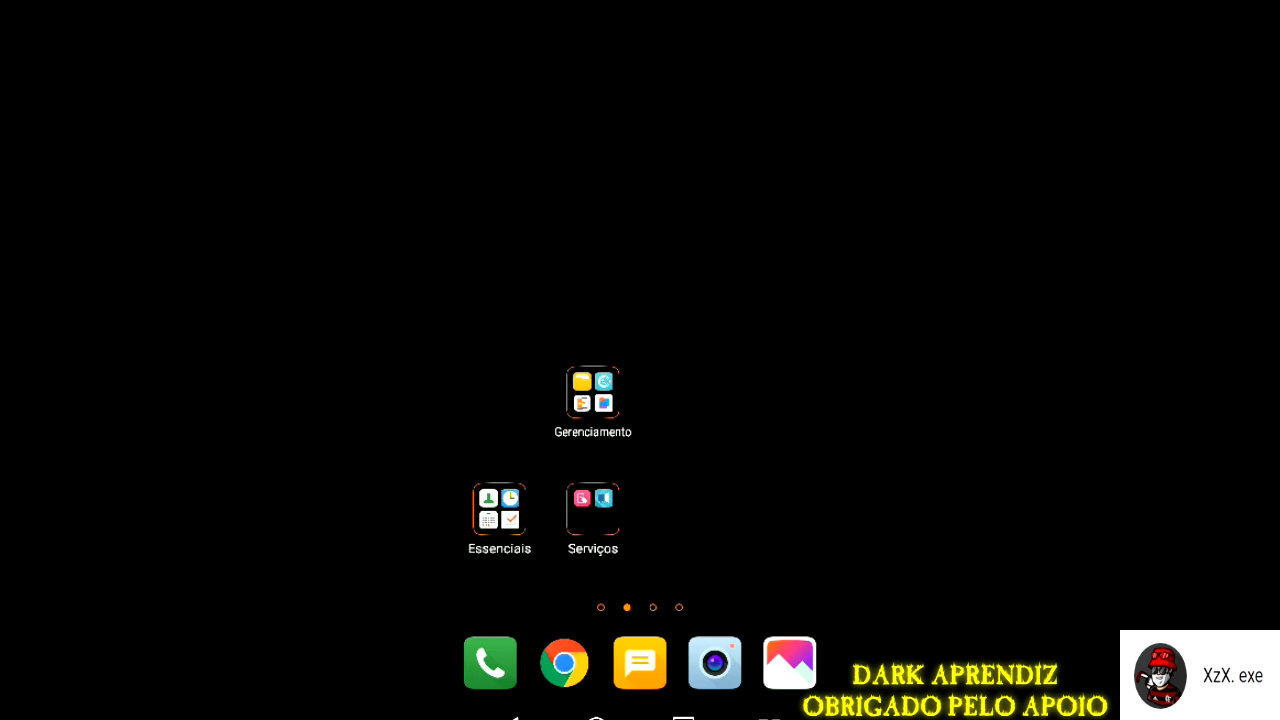 Gerenciamento
Essenciais
Serviços
DARK APRENDIZ
OBRIGADO PELO APOIO
XzX. exe